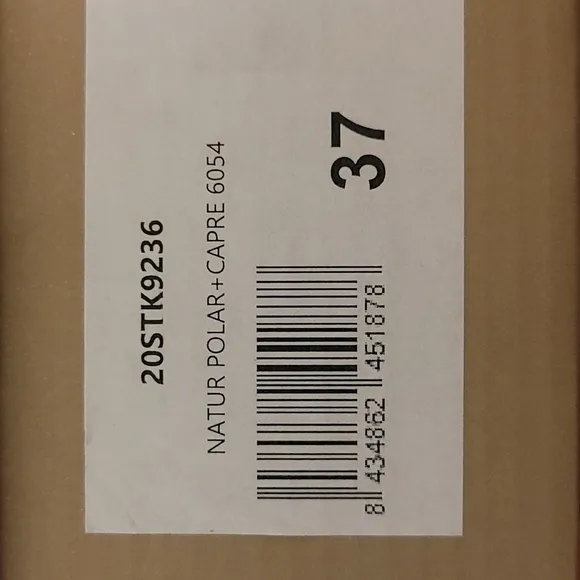 20STK9236
NATUR POLAR+CAPRE 6054
37
8 434862 451878